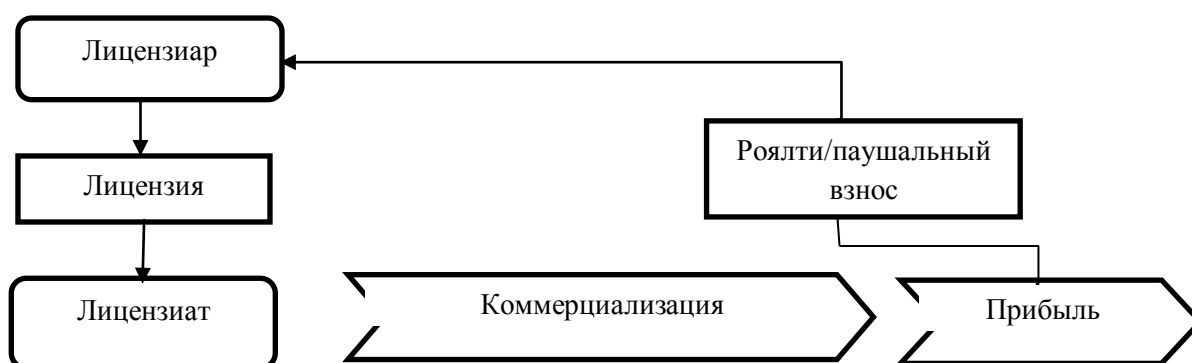 Лицензиар
Роялти/паушальный
взнос
Лицензия
Лицензиат
Коммерциализация
Прибыль